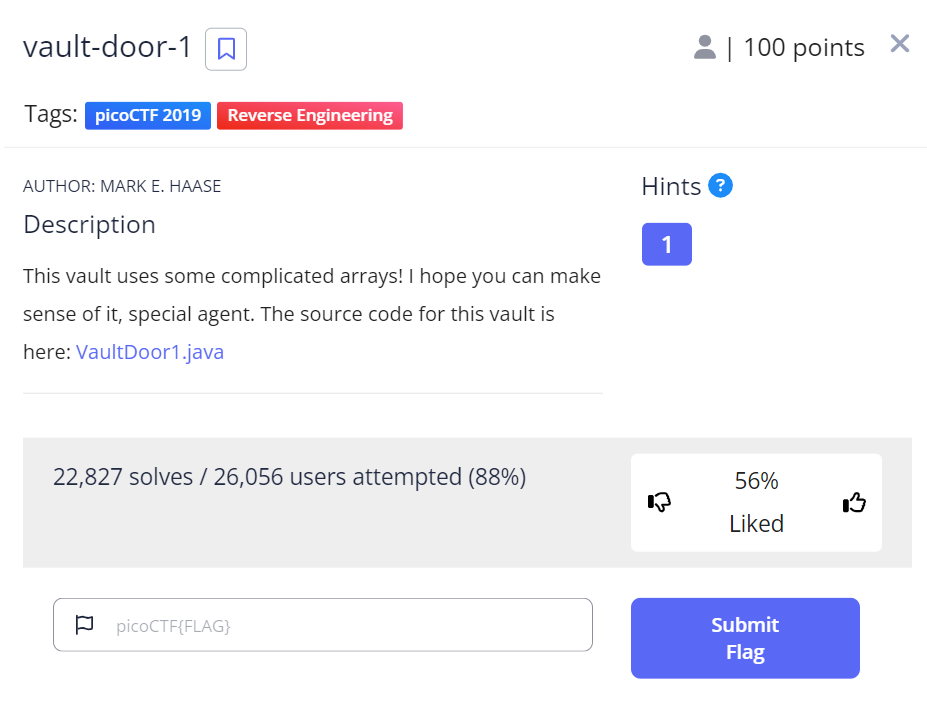 vault-door-1
| 100 points
Tags: picoCTF 2019 Reverse Engineering
AUTHOR: MARK E. HAASE
Description
This vault uses some complicated arrays! I hope you can make
sense of it, special agent. The source code for this vault is
here: VaultDoor1.java
Hints ?
1
22,827 solves / 26,056 users attempted (88%)
56%
Liked
picoCTF{FLAG}
Submit
Flag